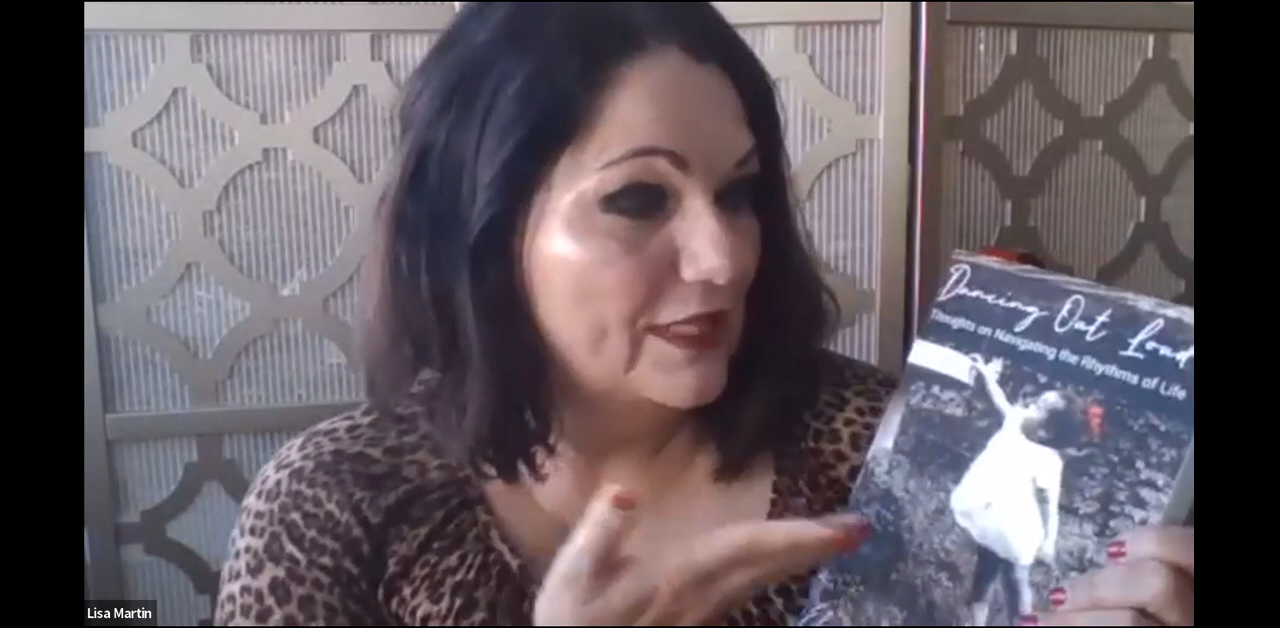 Dancing Out Loud
Thoughts on Navigating the Rhythms of Life
Lisa Martin